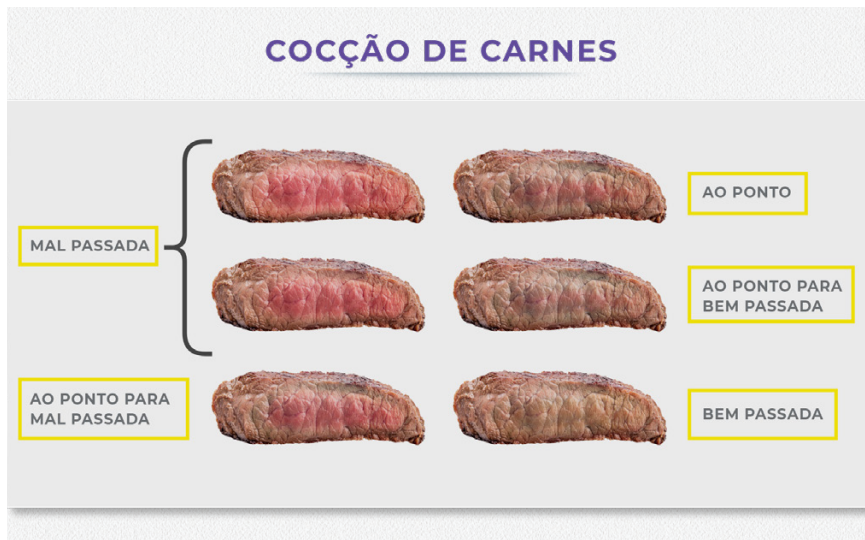 COCÇÃO DE CARNES
MAL PASSADA
AO PONTO PARA
MAL PASSADA
AO PONTO
AO PONTO PARA
BEM PASSADA
BEM PASSADA